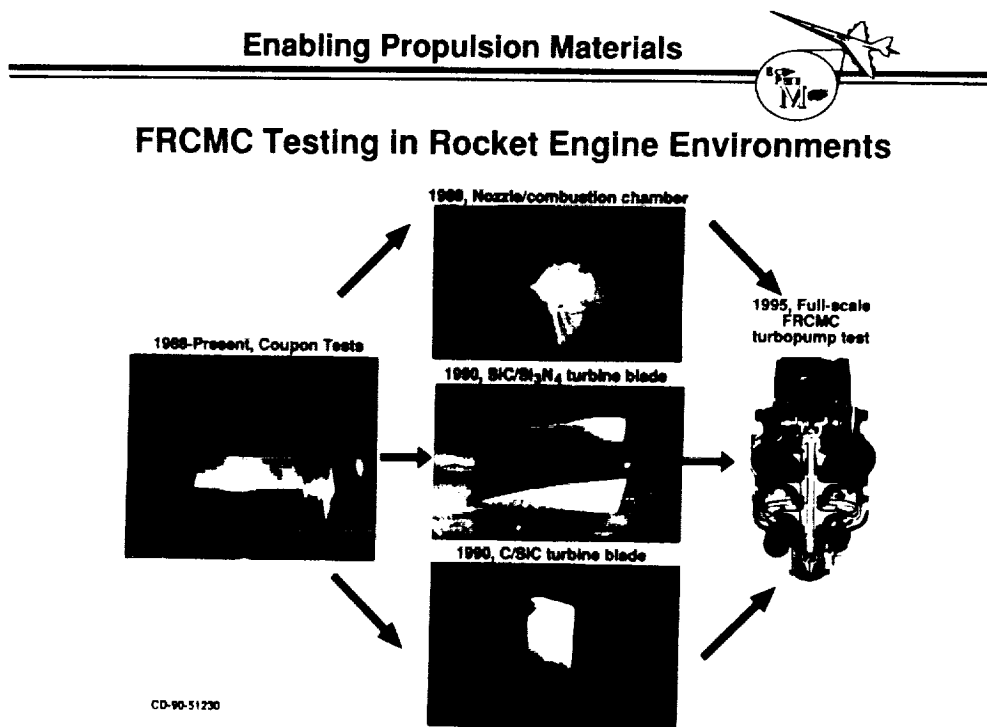 Enabling Propulsion Materials
M
FRCMC Testing in Rocket Engine Environments
1988, Nozzle/combustion chamber
1995, Full-scale
FRCMC
turbopump test
1988-Present, Coupon Tests
1990, SiC/Si₃N₄ turbine blade
1990, C/SiC turbine blade
CD-90-51230